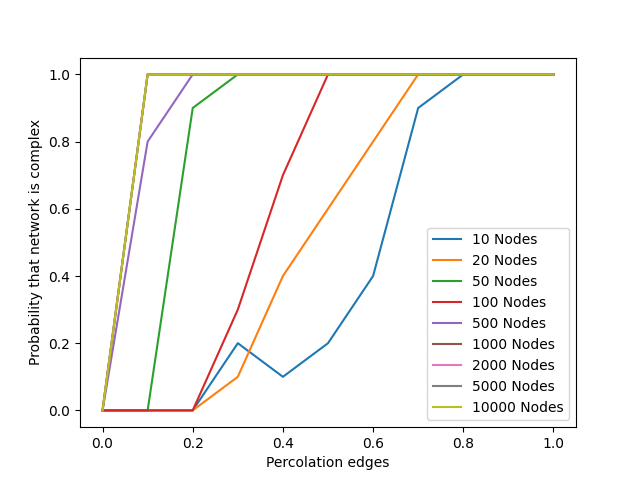 1.0
0.8
0.6
0.4
0.2
0.0
Probability that network is complex
0.0 0.2 0.4 0.6 0.8 1.0
Percolation edges
10 Nodes
20 Nodes
50 Nodes
100 Nodes
500 Nodes
1000 Nodes
2000 Nodes
5000 Nodes
10000 Nodes